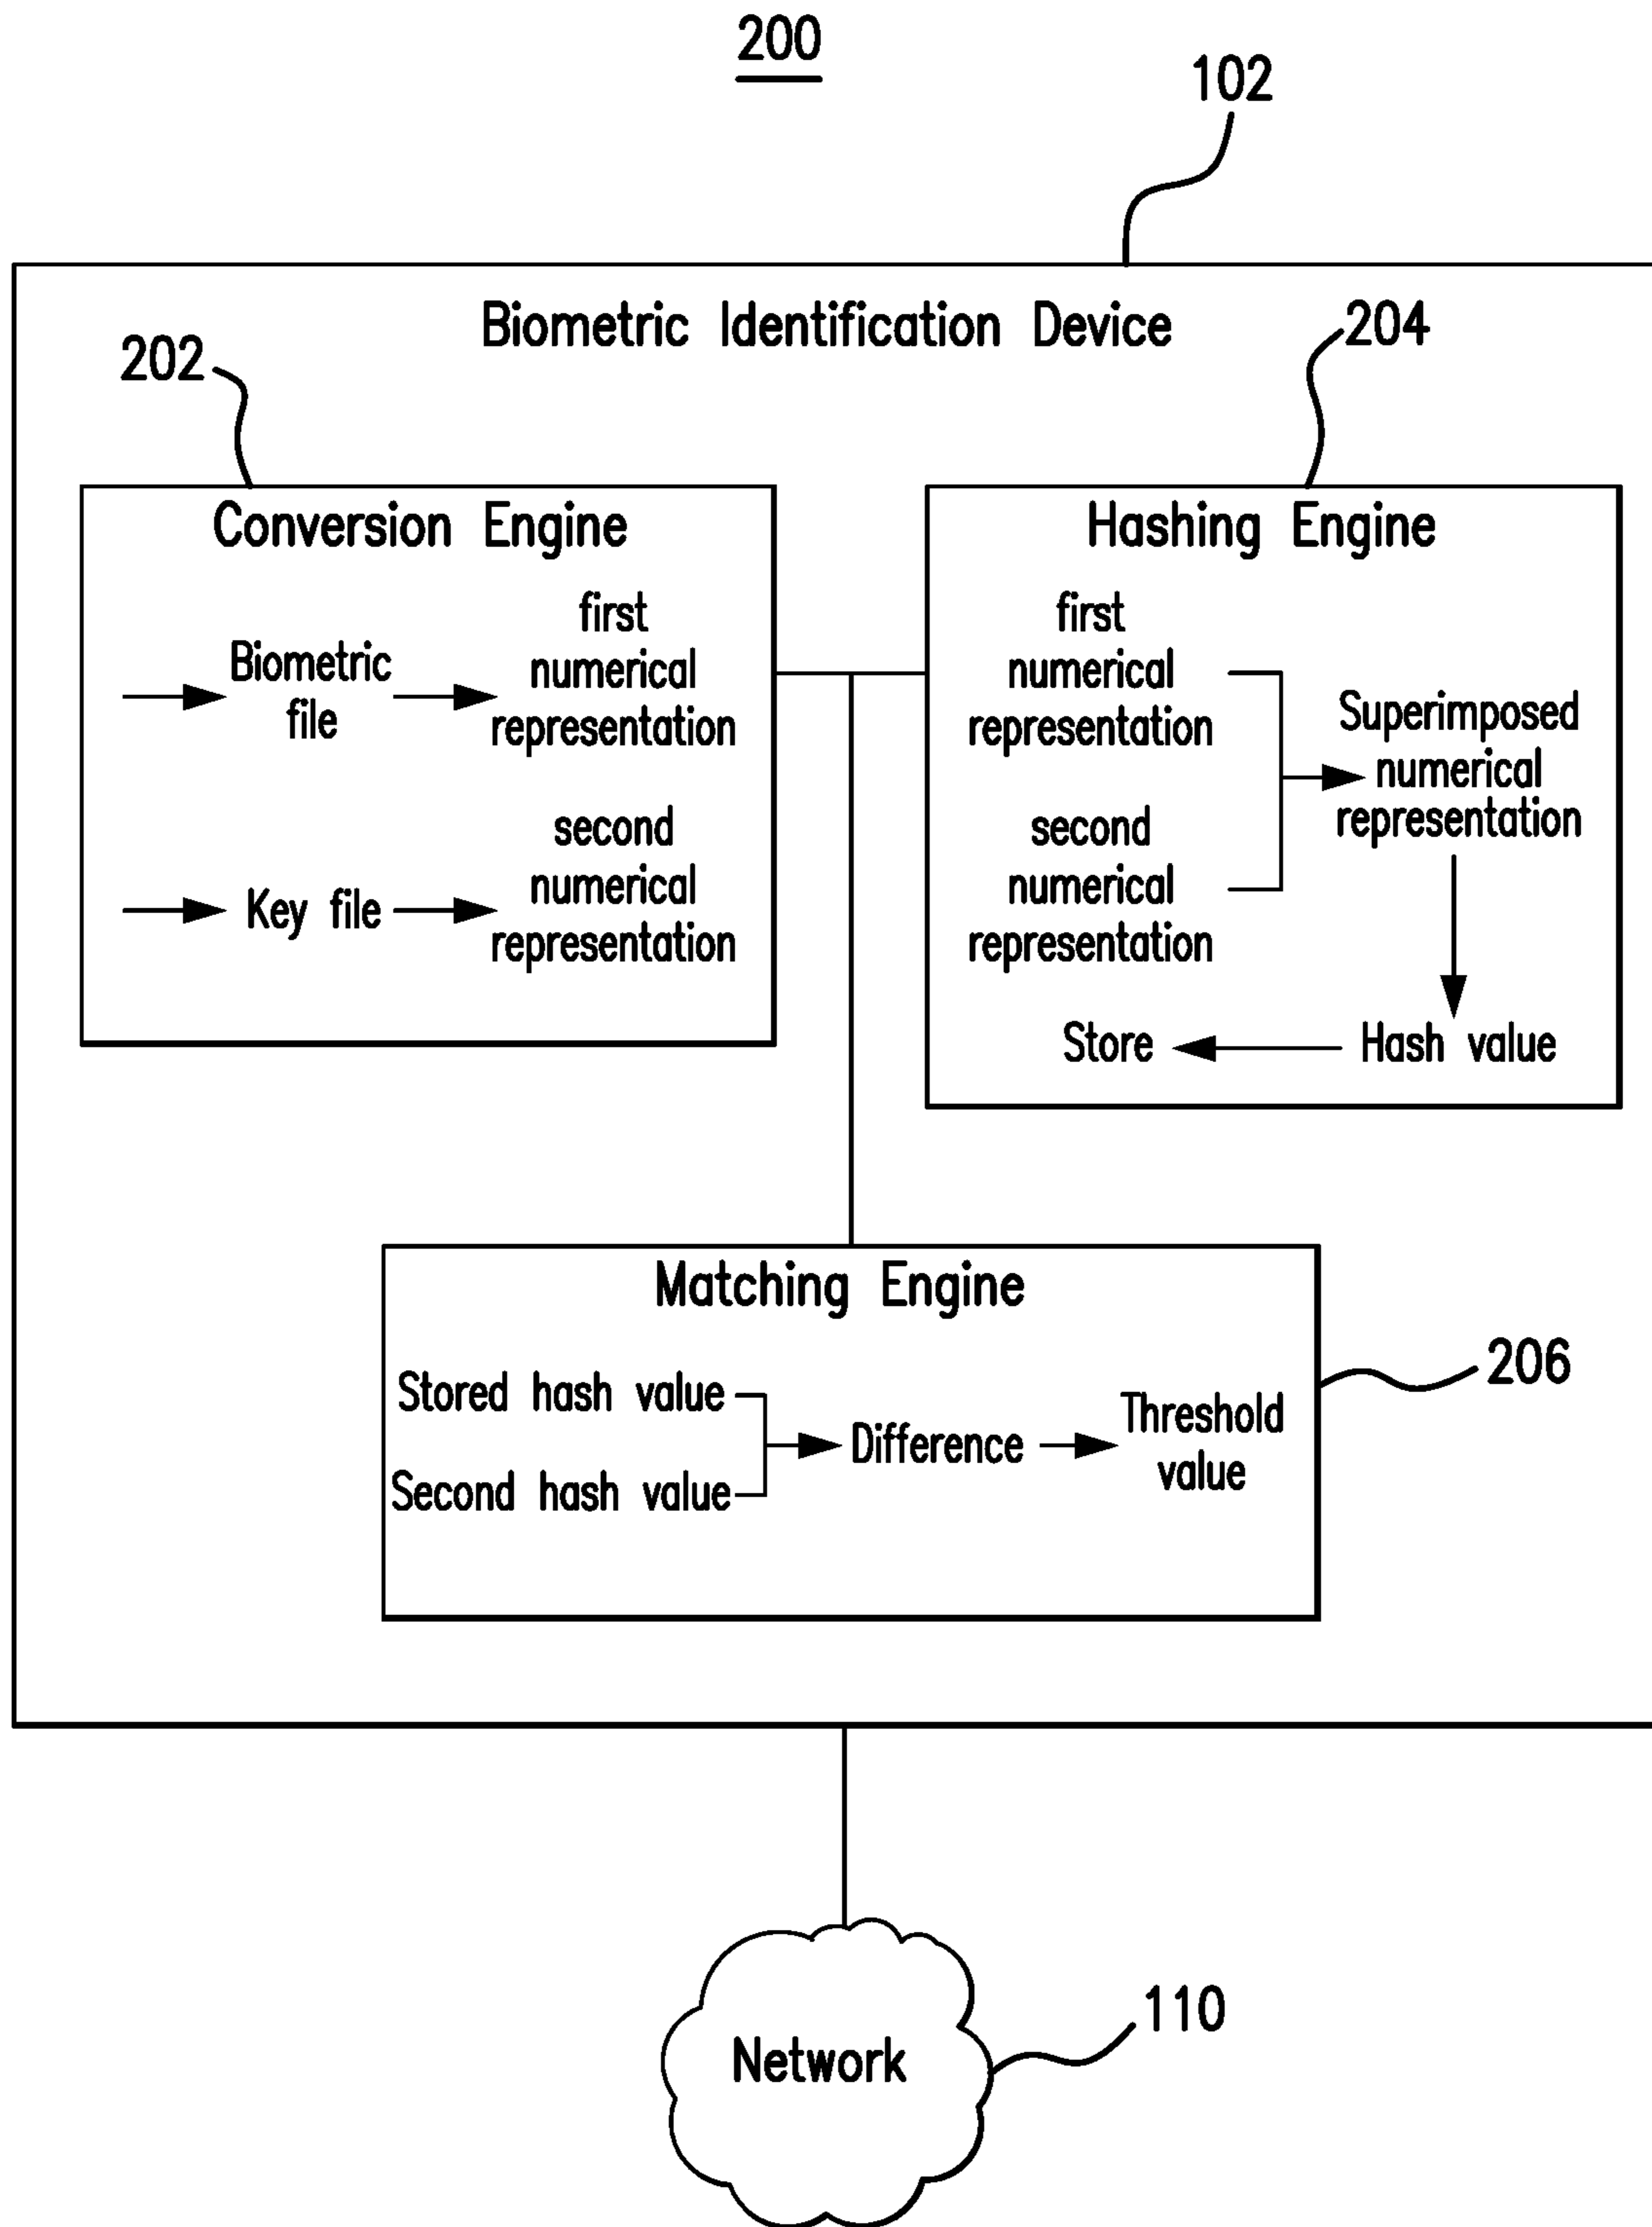 200
102
Biometric Identification Device
202
204
Conversion Engine
Biometric
file
first
numerical
representation
Key file
second
numerical
representation
Hashing Engine
first
numerical
representation
second
numerical
representation
Superimposed
numerical
representation
Hash value
Store
Matching Engine
Stored hash value
Second hash value
Difference
Threshold
value
206
Network
110